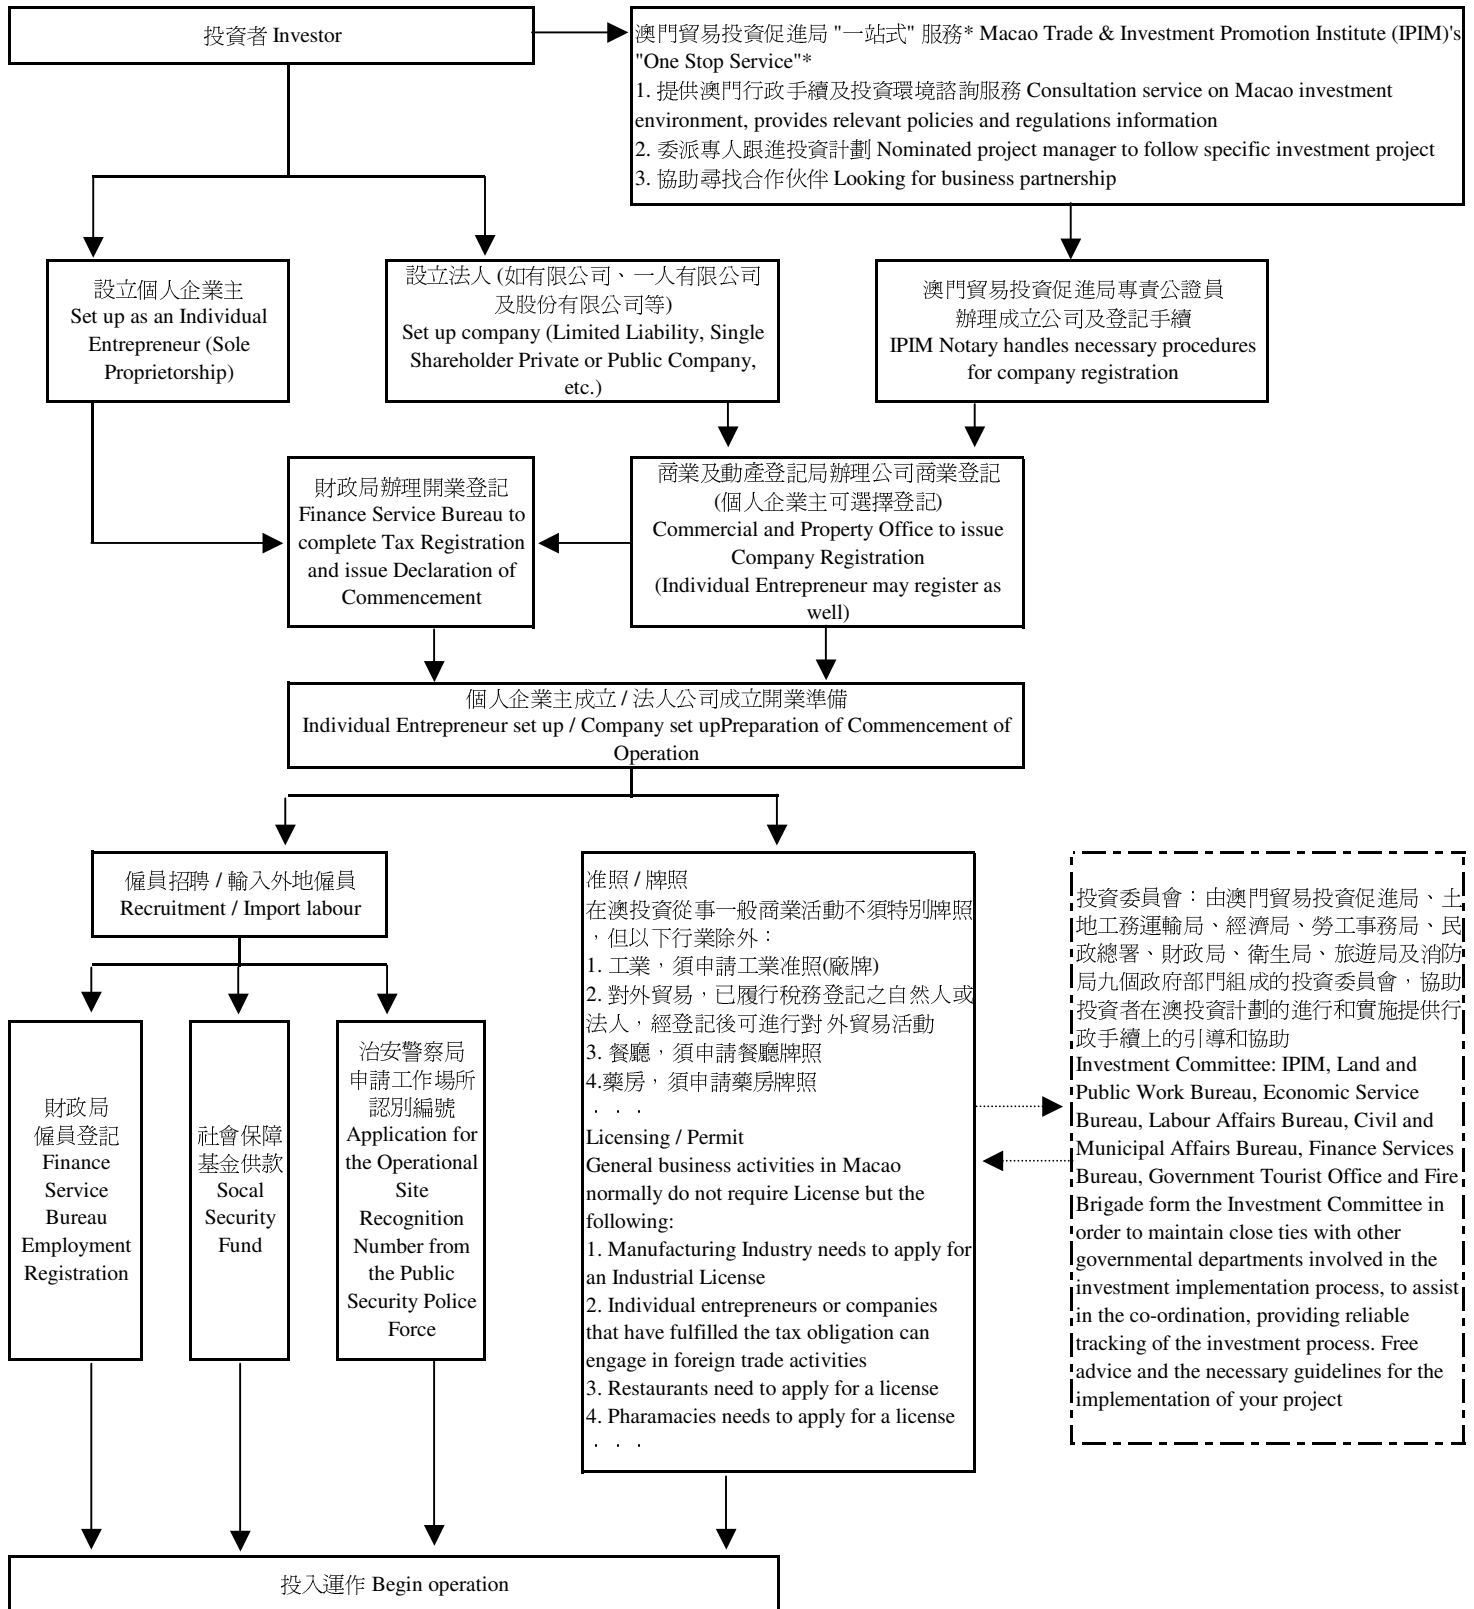 投資者 Investor
澳門貿易投資促進局 "一站式" 服務* Macao Trade & Investment Promotion Institute (IPIM)'s
"One Stop Service"*
1. 提供澳門行政手續及投資環境諮詢服務 Consultation service on Macao investment
environment, provides relevant policies and regulations information
2. 委派專人跟進投資計劃 Nominated project manager to follow specific investment project
3. 協助尋找合作伙伴 Looking for business partnership
設立個人企業主
Set up as an Individual
Entrepreneur (Sole
Proprietorship)
設立法人 (如有限公司、一人有限公司
及股份有限公司等)
Set up company (Limited Liability, Single
Shareholder Private or Public Company,
etc.)
澳門貿易投資促進局專責公證員
辦理成立公司及登記手續
IPIM Notary handles necessary procedures
for company registration
財政局辦理開業登記
Finance Service Bureau to
complete Tax Registration
and issue Declaration of
Commencement
商業及動產登記局辦理公司商業登記
(個人企業主可選擇登記)
Commercial and Property Office to issue
Company Registration
(Individual Entrepreneur may register as
well)
個人企業主成立 / 法人公司成立開業準備
Individual Entrepreneur set up / Company set upPreparation of Commencement of
Operation
僱員招聘 / 輸入外地僱員
Recruitment / Import labour
財政局
僱員登記
Finance
Service
Bureau
Employment
Registration
社會保障
基金供款
Socal
Security
Fund
治安警察局
申請工作場所
認別編號
Application for
the Operational
Site
Recognition
Number from
the Public
Security Police
Force
准照 / 牌照
在澳投資從事一般商業活動不須特別牌照
，但以下行業除外：
1. 工業，須申請工業准照(廠牌)
2. 對外貿易，已履行稅務登記之自然人或
法人，經登記後可進行對外貿易活動
3. 餐廳，須申請餐廳牌照
4.藥房，須申請藥房牌照
．．．
Licensing / Permit
General business activities in Macao
normally do not require License but the
following:
1. Manufacturing Industry needs to apply for
an Industrial License
2. Individual entrepreneurs or companies
that have fulfilled the tax obligation can
engage in foreign trade activities
3. Restaurants need to apply for a license
4. Pharamacies needs to apply for a license
．．．
投資委員會：由澳門貿易投資促進局、土
地工務運輸局、經濟局、勞工事務局、民
政總署、財政局、衛生局、旅遊局及消防
局九個政府部門組成的投資委員會，協助
投資者在澳投資計劃的進行和實施提供行
政手續上的引導和協助
Investment Committee: IPIM, Land and
Public Work Bureau, Economic Service
Bureau, Labour Affairs Bureau, Civil and
Municipal Affairs Bureau, Finance Services
Bureau, Government Tourist Office and Fire
Brigade form the Investment Committee in
order to maintain close ties with other
governmental departments involved in the
investment implementation process, to assist
in the co-ordination, providing reliable
tracking of the investment process. Free
advice and the necessary guidelines for the
implementation of your project
投入運作 Begin operation